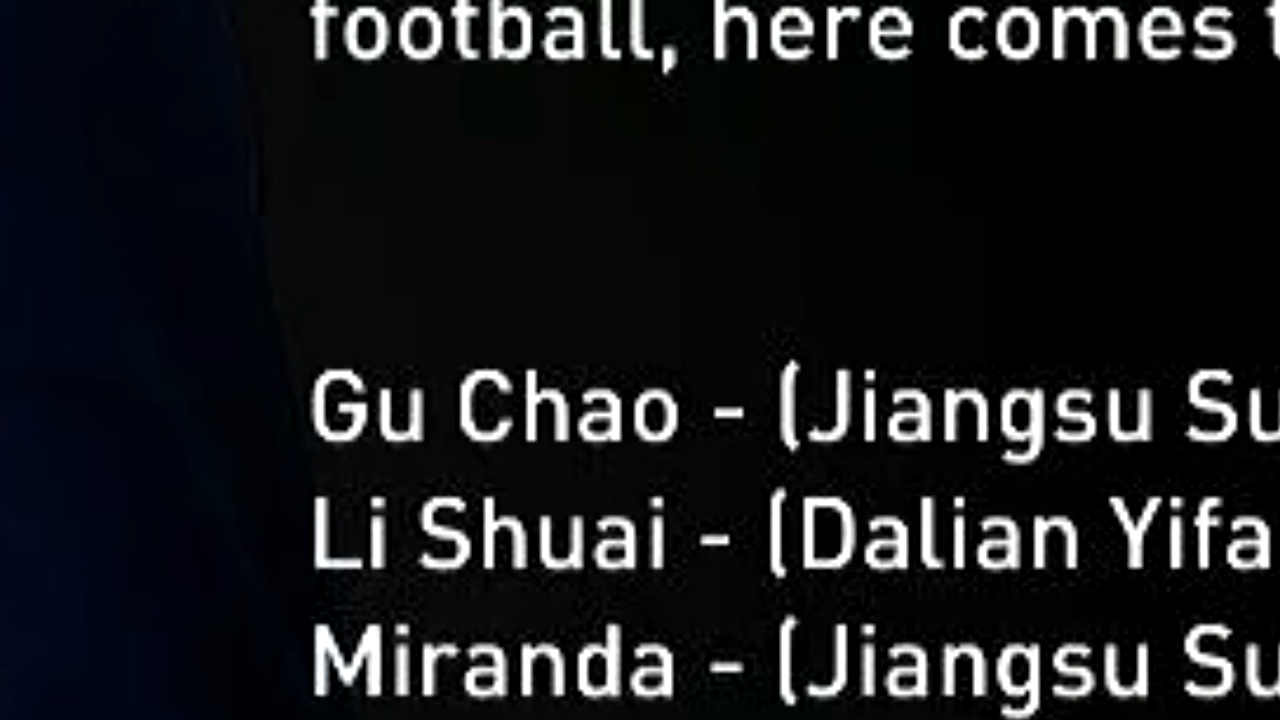 football, here comes
Gu Chao - (Jiangsu Su
Li Shuai - (Dalian Yifa
Miranda - (Jiangsu Su